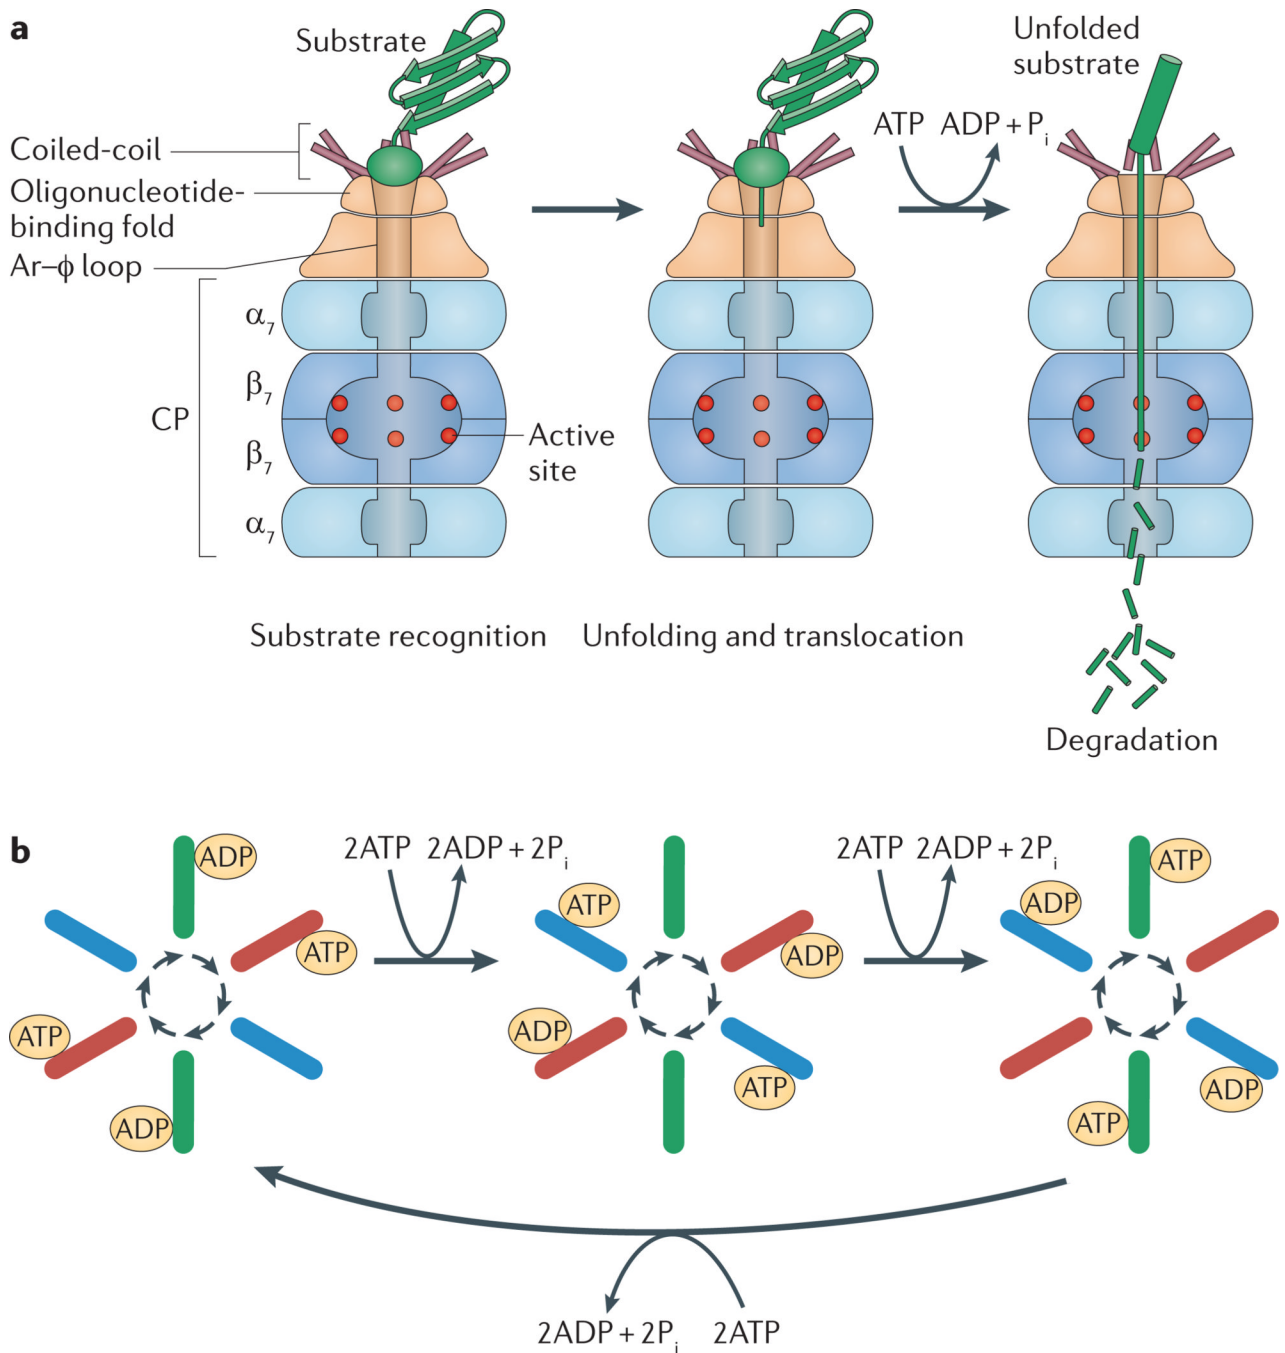 a
Substrate
Unfolded
substrate
ATP ADP + Pi
Coiled-coil
Oligonucleotide-
binding fold
Ar–ϕ loop
α7
β7
CP
β7
α7
Active
site
Substrate recognition
Unfolding and translocation
Degradation
b
ADP
ATP
ATP
ADP
2ATP 2ADP + 2Pi
ATP
ADP
ADP
ATP
2ATP 2ADP + 2Pi
ATP
ADP
ADP
ATP
2ADP + 2Pi 2ATP